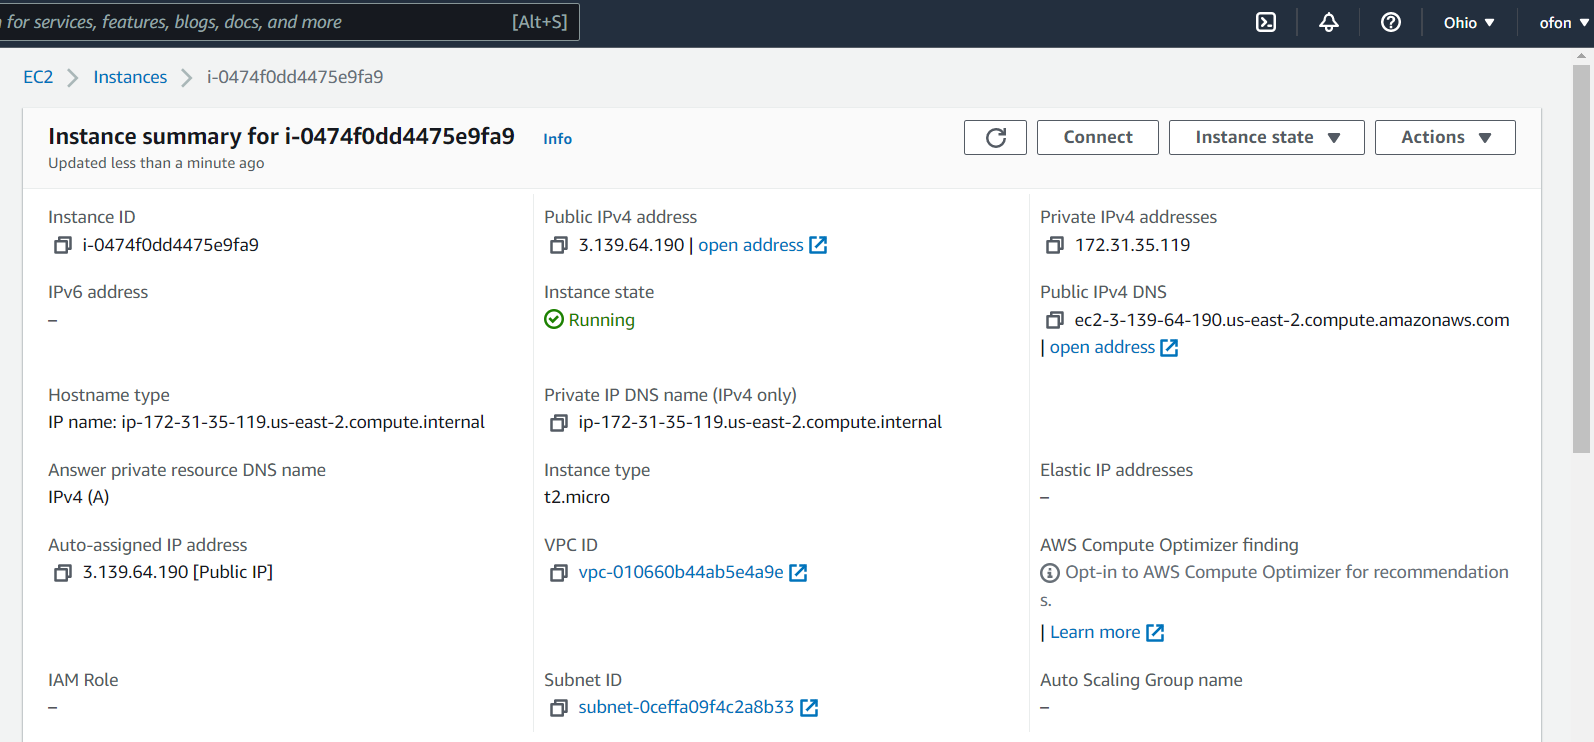 for services, features, blogs, docs, and more [Alt+S] Ohio ofon
EC2 Instances i-0474f0dd4475e9fa9
Instance summary for i-0474f0dd4475e9fa9 Info
Connect Instance state Actions
Updated less than a minute ago
Instance ID
i-0474f0dd4475e9fa9
Public IPv4 address
3.139.64.190 | open address
Private IPv4 addresses
172.31.35.119
IPv6 address
–
Instance state
Running
Public IPv4 DNS
ec2-3-139-64-190.us-east-2.compute.amazonaws.com
| open address
Hostname type
IP name: ip-172-31-35-119.us-east-2.compute.internal
Private IP DNS name (IPv4 only)
ip-172-31-35-119.us-east-2.compute.internal
Answer private resource DNS name
IPv4 (A)
Instance type
t2.micro
Elastic IP addresses
–
Auto-assigned IP address
3.139.64.190 [Public IP]
VPC ID
vpc-010660b44ab5e4a9e
AWS Compute Optimizer finding
Opt-in to AWS Compute Optimizer for recommendation
s.
| Learn more
IAM Role
–
Subnet ID
subnet-0ceffa09f4c2a8b33
Auto Scaling Group name
–